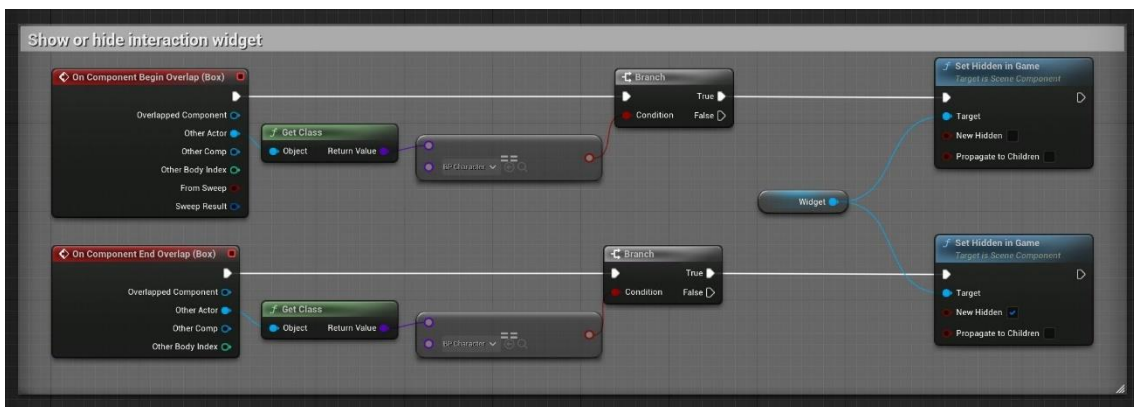 Show or hide interaction widget
On Component Begin Overlap (Box)
Overlapped Component
Other Actor
Other Comp
Other Body Index
From Sweep
Sweep Result
f Get Class
Object Return Value
==
BP Character
Branch
True
Condition False
Widget
f Set Hidden in Game
Target is Scene Component
Target
New Hidden
Propagate to Children
On Component End Overlap (Box)
Overlapped Component
Other Actor
Other Comp
Other Body Index
f Get Class
Object Return Value
==
BP Character
Branch
True
Condition False
f Set Hidden in Game
Target is Scene Component
Target
New Hidden
Propagate to Children